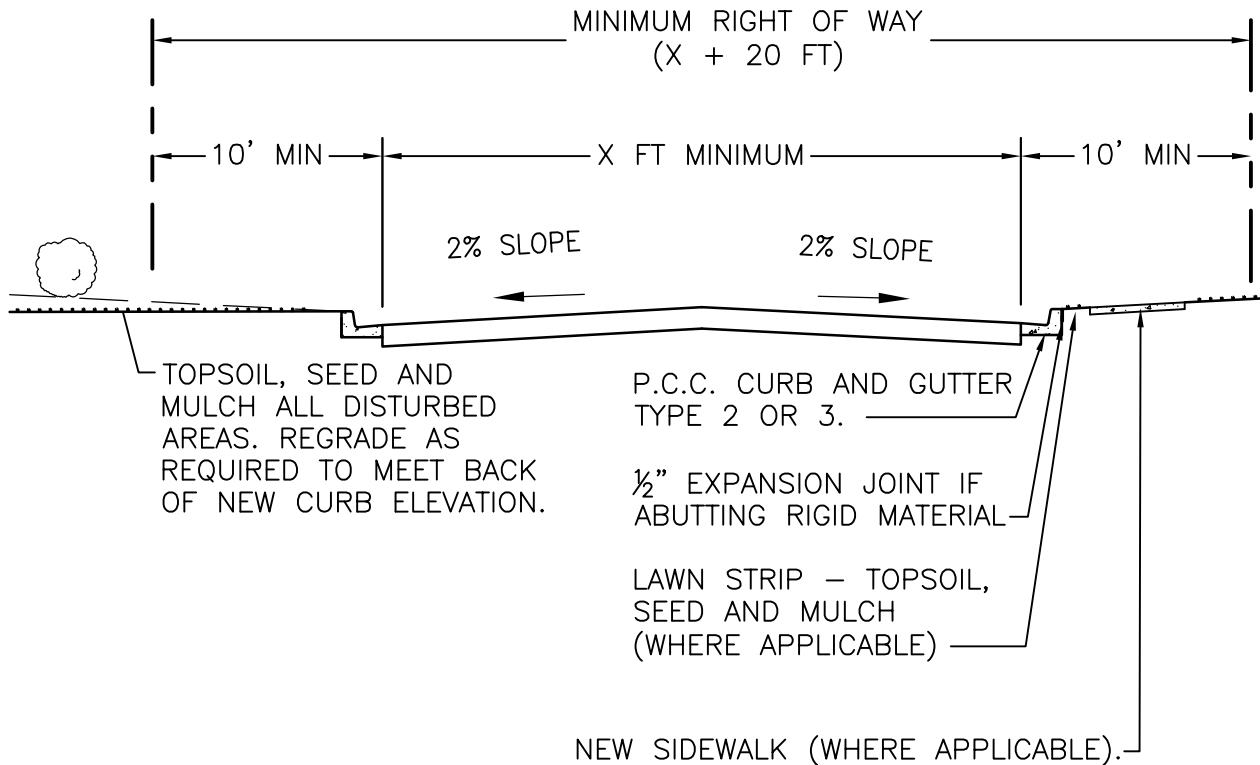 MINIMUM RIGHT OF WAY
(X + 20 FT)
10' MIN
X FT MINIMUM
10' MIN
2% SLOPE
2% SLOPE
TOPSOIL, SEED AND
MULCH ALL DISTURBED
AREAS. REGRADE AS
REQUIRED TO MEET BACK
OF NEW CURB ELEVATION.
P.C.C. CURB AND GUTTER
TYPE 2 OR 3.
½" EXPANSION JOINT IF
ABUTTING RIGID MATERIAL
LAWN STRIP – TOPSOIL,
SEED AND MULCH
(WHERE APPLICABLE)
NEW SIDEWALK (WHERE APPLICABLE).